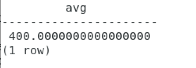 avg
---------------------
400.0000000000000000
(1 row)